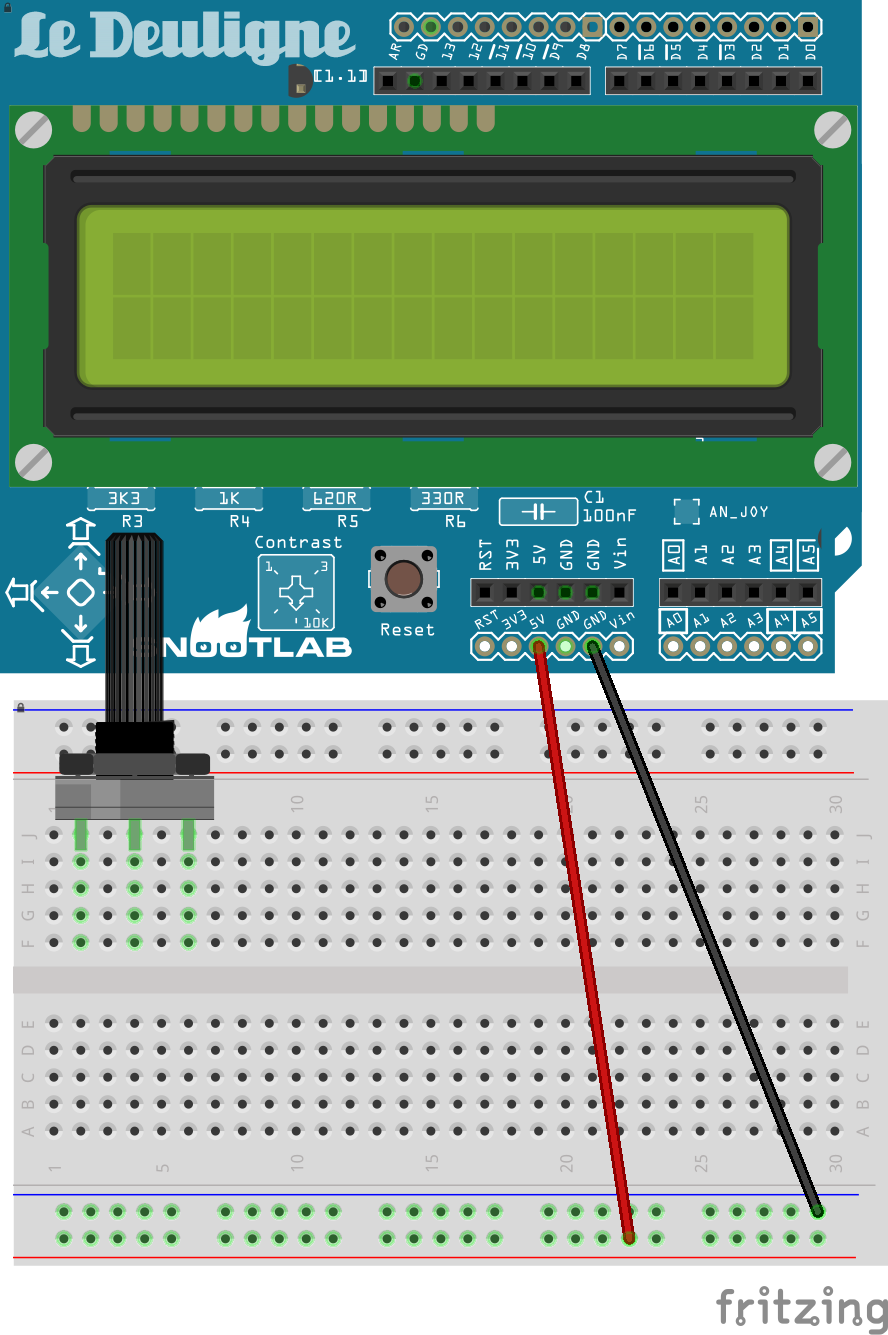 Le Deuligne
AR GD 13 12 11 10 D9 D8 D7 D6 D5 D4 D3 D2 D1 D0
[1.1]
3K3 1K 620R 330R
R3 R4 R5 R6
C1
100nF
AN_JOY
Contrast
1 3
10K
Reset
RST 3V3 5V GND GND Vin A0 A1 A2 A3 A4 A5
RST 3V3 5V GND GND Vin A0 A1 A2 A3 A4 A5
NOOTLAB
1 10 15 25 30
J J
I I
H H
G G
F F
E E
D D
C C
B B
A A
1 5 10 15 20 25 30
fritzing